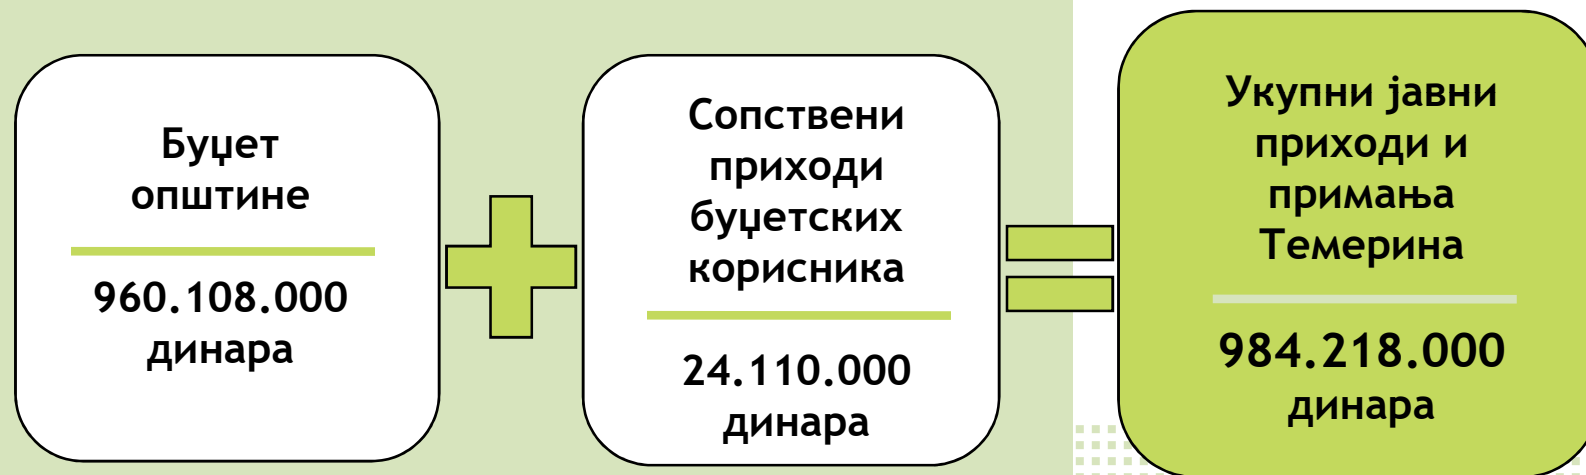 Буџет
општине
960.108.000
динара
Сопствени
приходи
буџетских
корисника
24.110.000
динара
Укупни јавни
приходи и
примања
Темерина
984.218.000
динара